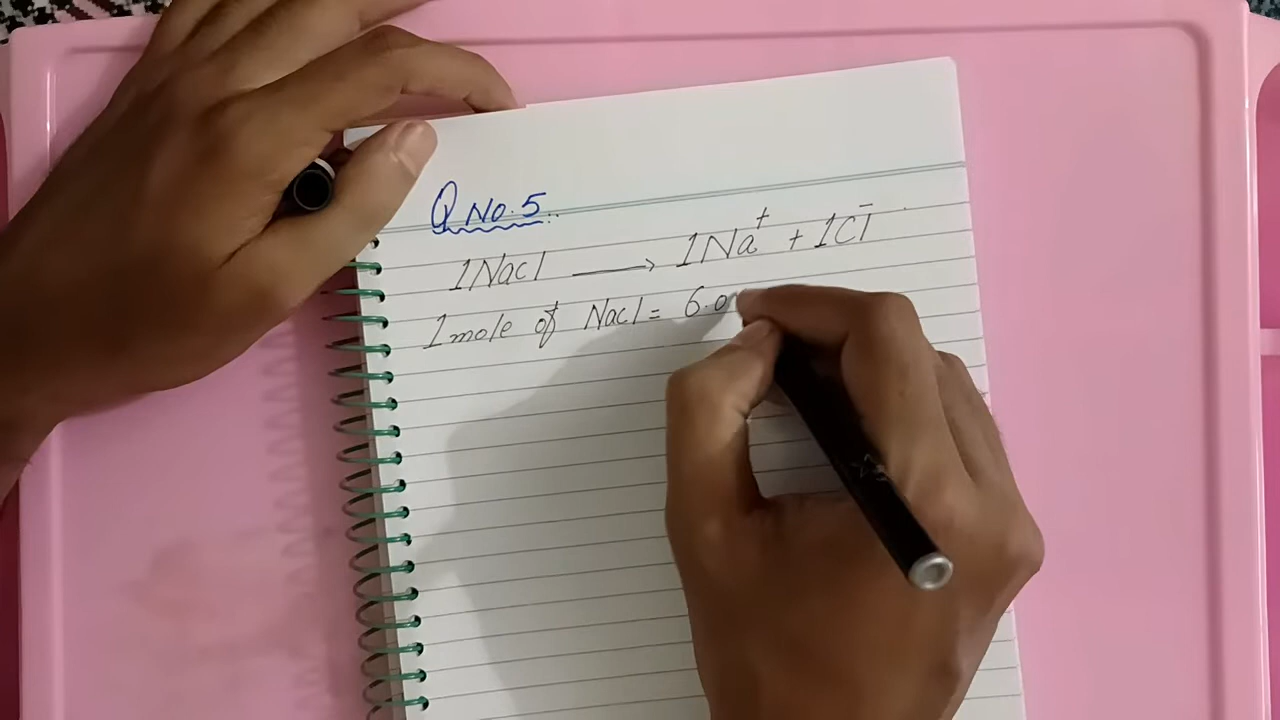 Q No.5
1Nacl ⟶ 1Na⁺ + 1Cl⁻
1mole of Nacl = 6.0